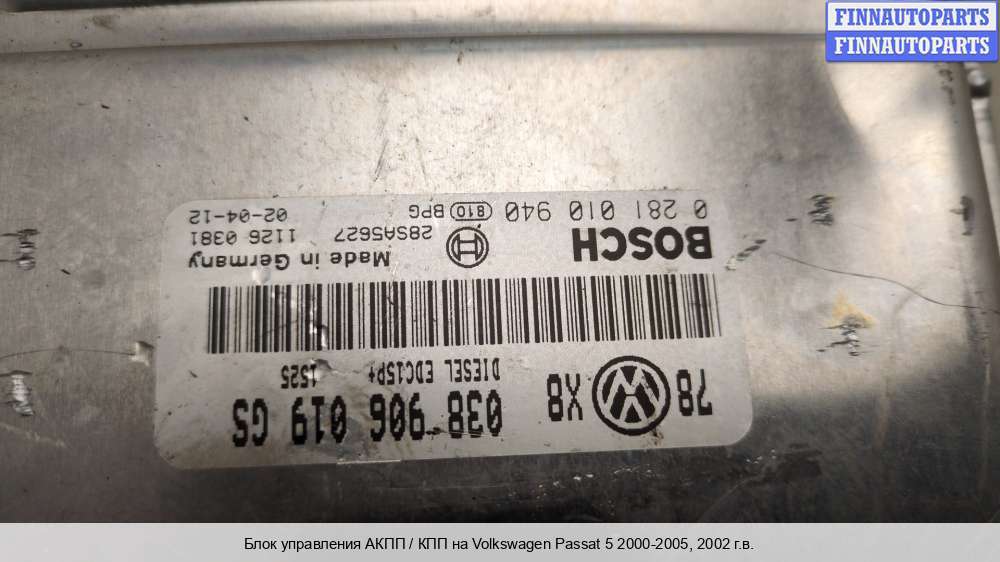 FINNAUTOPARTS
FINNAUTOPARTS
78 X8
038 906 019 GS
DIESEL EDC15P+ 1525
BOSCH
Made in Germany
28SA5627 1126 0381
0 281 010 940 810 BPG 02-04-12
Блок управления АКПП / КПП на Volkswagen Passat 5 2000-2005, 2002 г.в.